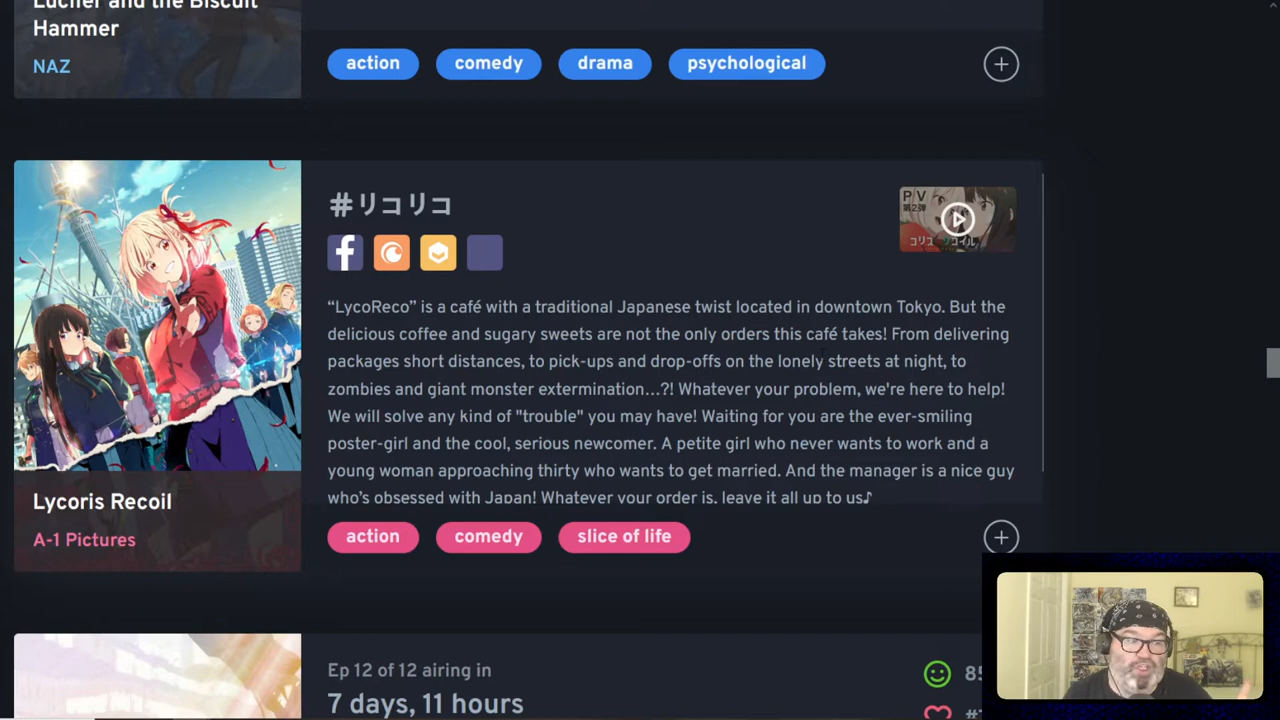 Lucifer and the Biscuit
Hammer
NAZ
action
comedy
drama
psychological
#リコリコ
PV
第2弾
“LycoReco” is a café with a traditional Japanese twist located in downtown Tokyo. But the
delicious coffee and sugary sweets are not the only orders this café takes! From delivering
packages short distances, to pick-ups and drop-offs on the lonely streets at night, to
zombies and giant monster extermination…?! Whatever your problem, we're here to help!
We will solve any kind of "trouble" you may have! Waiting for you are the ever-smiling
poster-girl and the cool, serious newcomer. A petite girl who never wants to work and a
young woman approaching thirty who wants to get married. And the manager is a nice guy
who’s obsessed with Japan! Whatever your order is, leave it all up to us♪
Lycoris Recoil
A-1 Pictures
action
comedy
slice of life
Ep 12 of 12 airing in
7 days, 11 hours